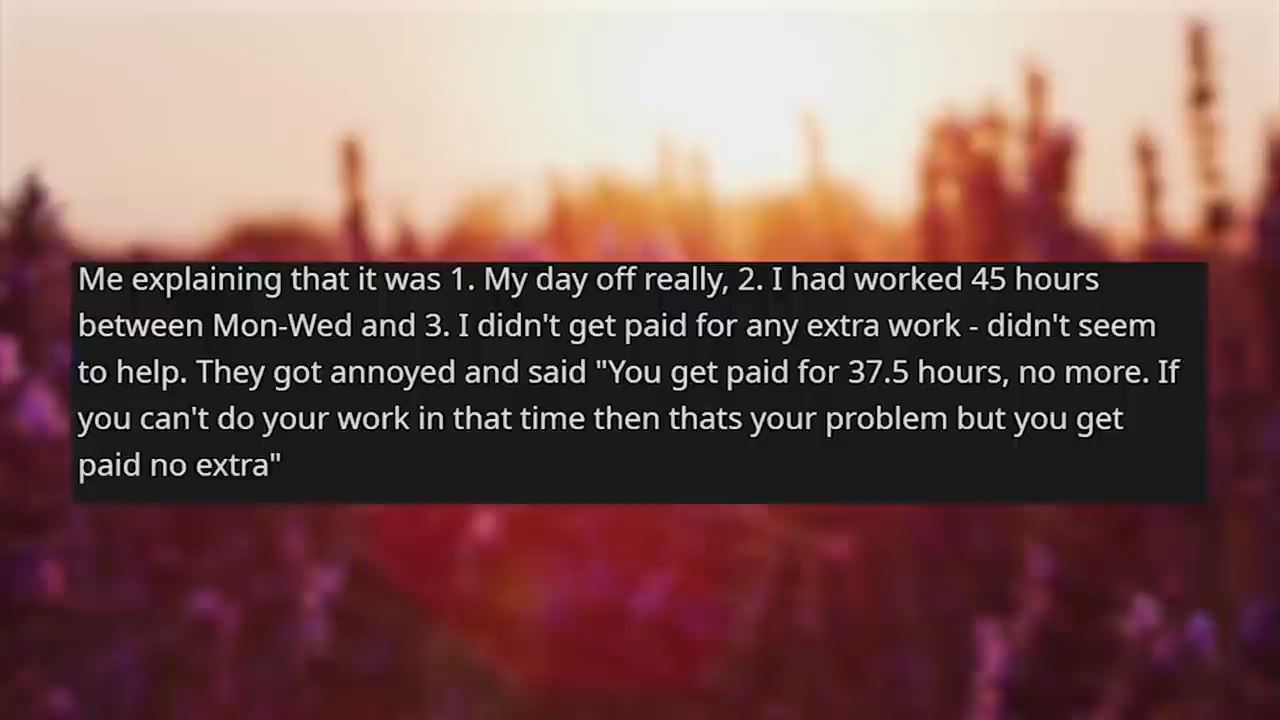 Me explaining that it was 1. My day off really, 2. I had worked 45 hours
between Mon-Wed and 3. I didn't get paid for any extra work - didn't seem
to help. They got annoyed and said "You get paid for 37.5 hours, no more. If
you can't do your work in that time then thats your problem but you get
paid no extra"